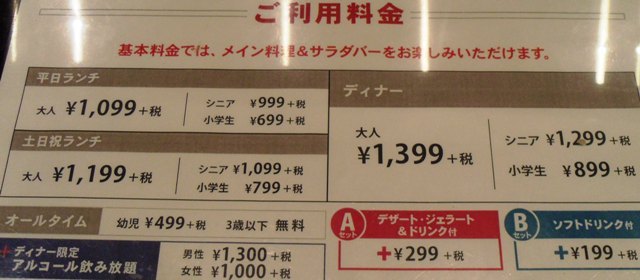 ご利用料金
基本料金では、メイン料理&サラダバーをお楽しみいただけます。
平日ランチ
大人 ¥1,099+税
シニア ¥999+税
小学生 ¥699+税
土日祝ランチ
大人 ¥1,199+税
シニア ¥1,099+税
小学生 ¥799+税
ディナー
大人
¥1,399+税
シニア ¥1,299+税
小学生 ¥899+税
オールタイム 幼児 ¥499+税 3歳以下 無料
+ディナー限定
アルコール飲み放題
男性 ¥1,300+税
女性 ¥1,000+税
Aセット
デザート・ジェラート
&ドリンク付
+¥299+税
Bセット
ソフトドリンク付
+¥199+税